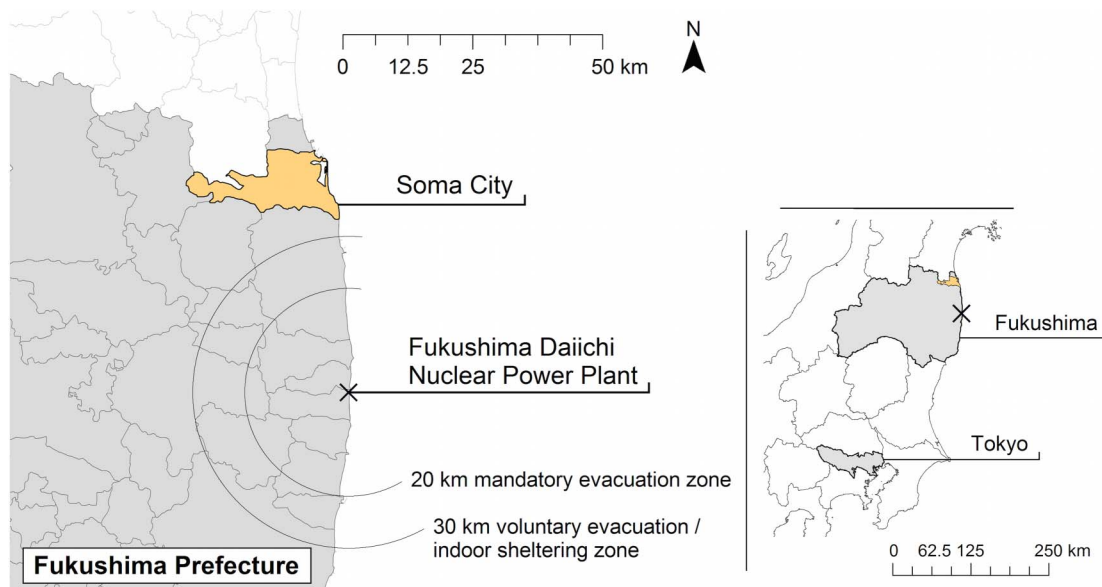 N
0 12.5 25 50 km
Soma City
Fukushima Daiichi
Nuclear Power Plant
20 km mandatory evacuation zone
30 km voluntary evacuation /
indoor sheltering zone
Fukushima Prefecture
Fukushima
Tokyo
0 62.5 125 250 km